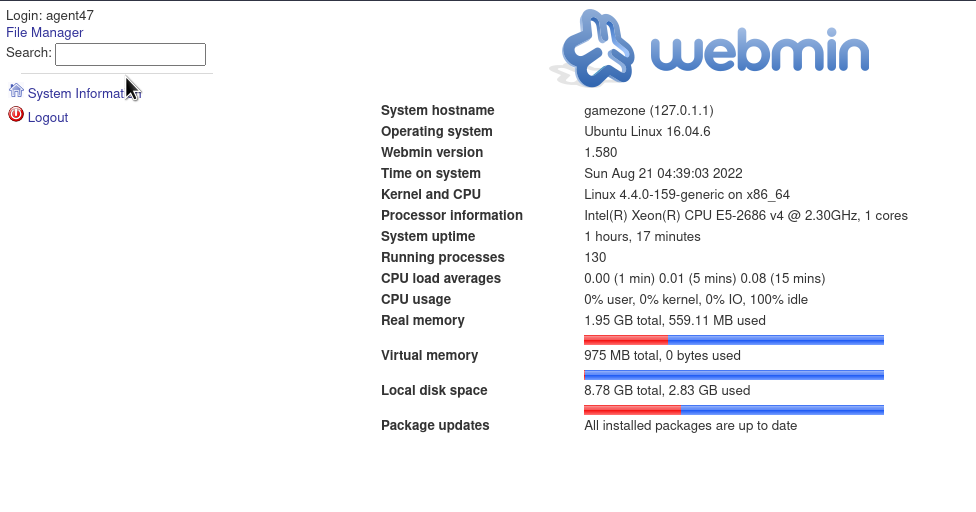 Login: agent47
File Manager
Search:
System Information
Logout
webmin
System hostname gamezone (127.0.1.1)
Operating system Ubuntu Linux 16.04.6
Webmin version 1.580
Time on system Sun Aug 21 04:39:03 2022
Kernel and CPU Linux 4.4.0-159-generic on x86_64
Processor information Intel(R) Xeon(R) CPU E5-2686 v4 @ 2.30GHz, 1 cores
System uptime 1 hours, 17 minutes
Running processes 130
CPU load averages 0.00 (1 min) 0.01 (5 mins) 0.08 (15 mins)
CPU usage 0% user, 0% kernel, 0% IO, 100% idle
Real memory 1.95 GB total, 559.11 MB used
Virtual memory 975 MB total, 0 bytes used
Local disk space 8.78 GB total, 2.83 GB used
Package updates All installed packages are up to date